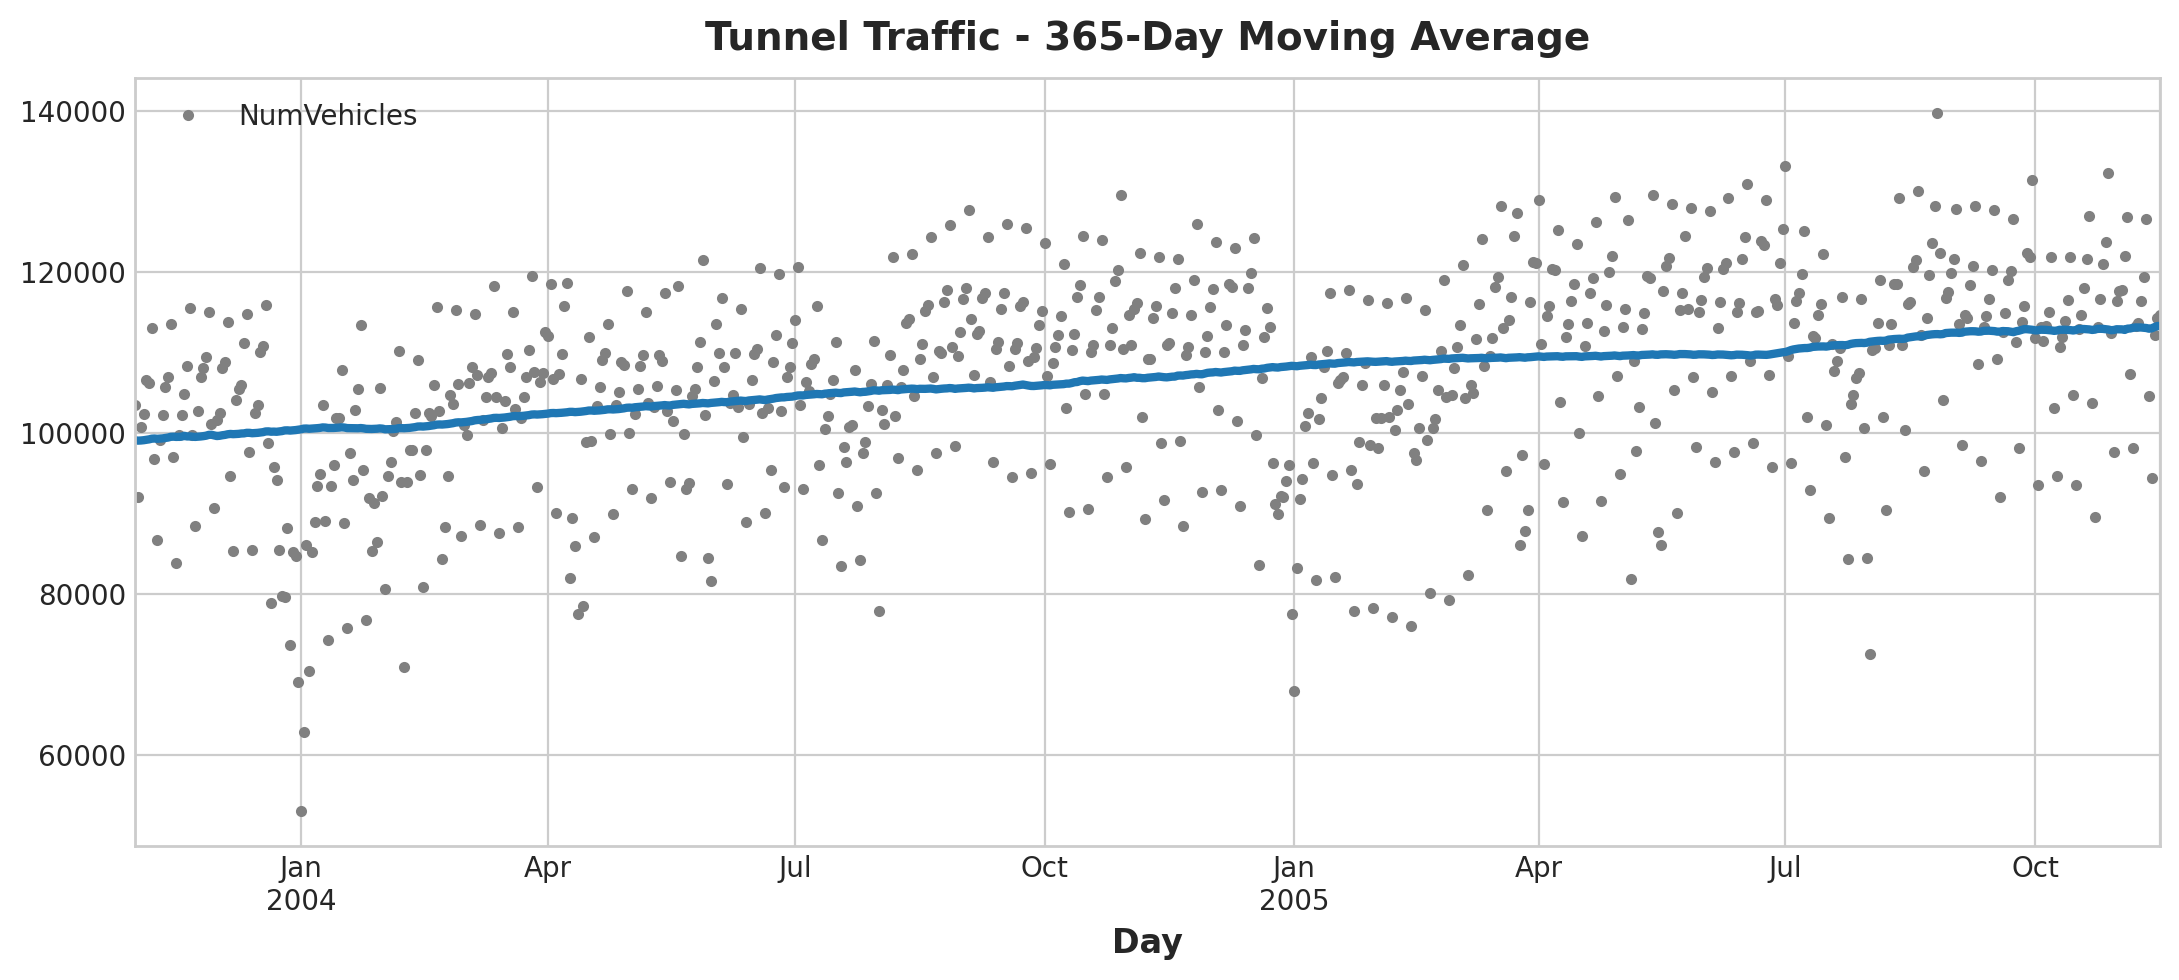 Tunnel Traffic - 365-Day Moving Average
NumVehicles
140000
120000
100000
80000
60000
Jan Apr Jul Oct Jan Apr Jul Oct
2004 2005
Day